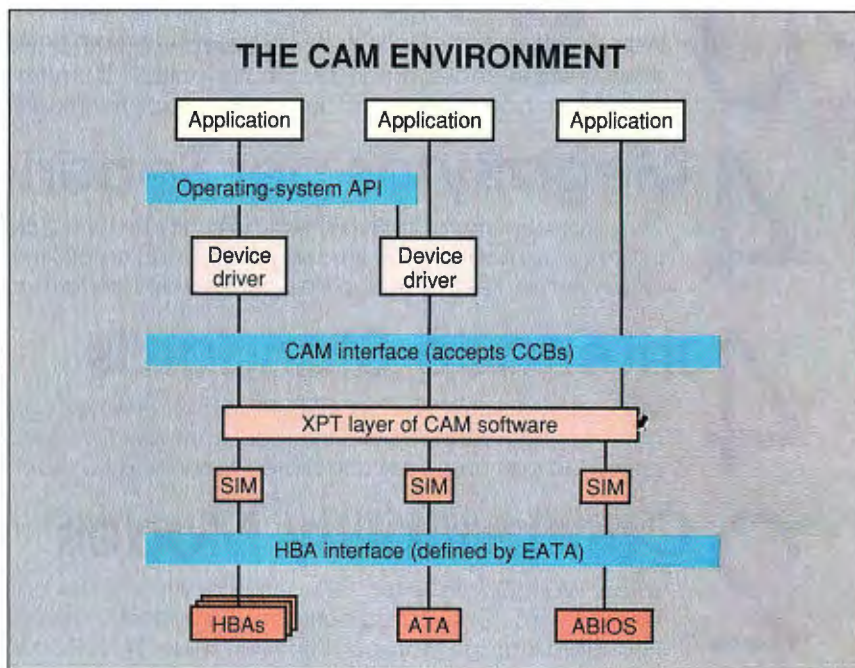 THE CAM ENVIRONMENT
Application
Application
Application
Operating-system API
Device
driver
Device
driver
CAM interface (accepts CCBs)
XPT layer of CAM software
SIM
SIM
SIM
HBA interface (defined by EATA)
HBAs
ATA
ABIOS